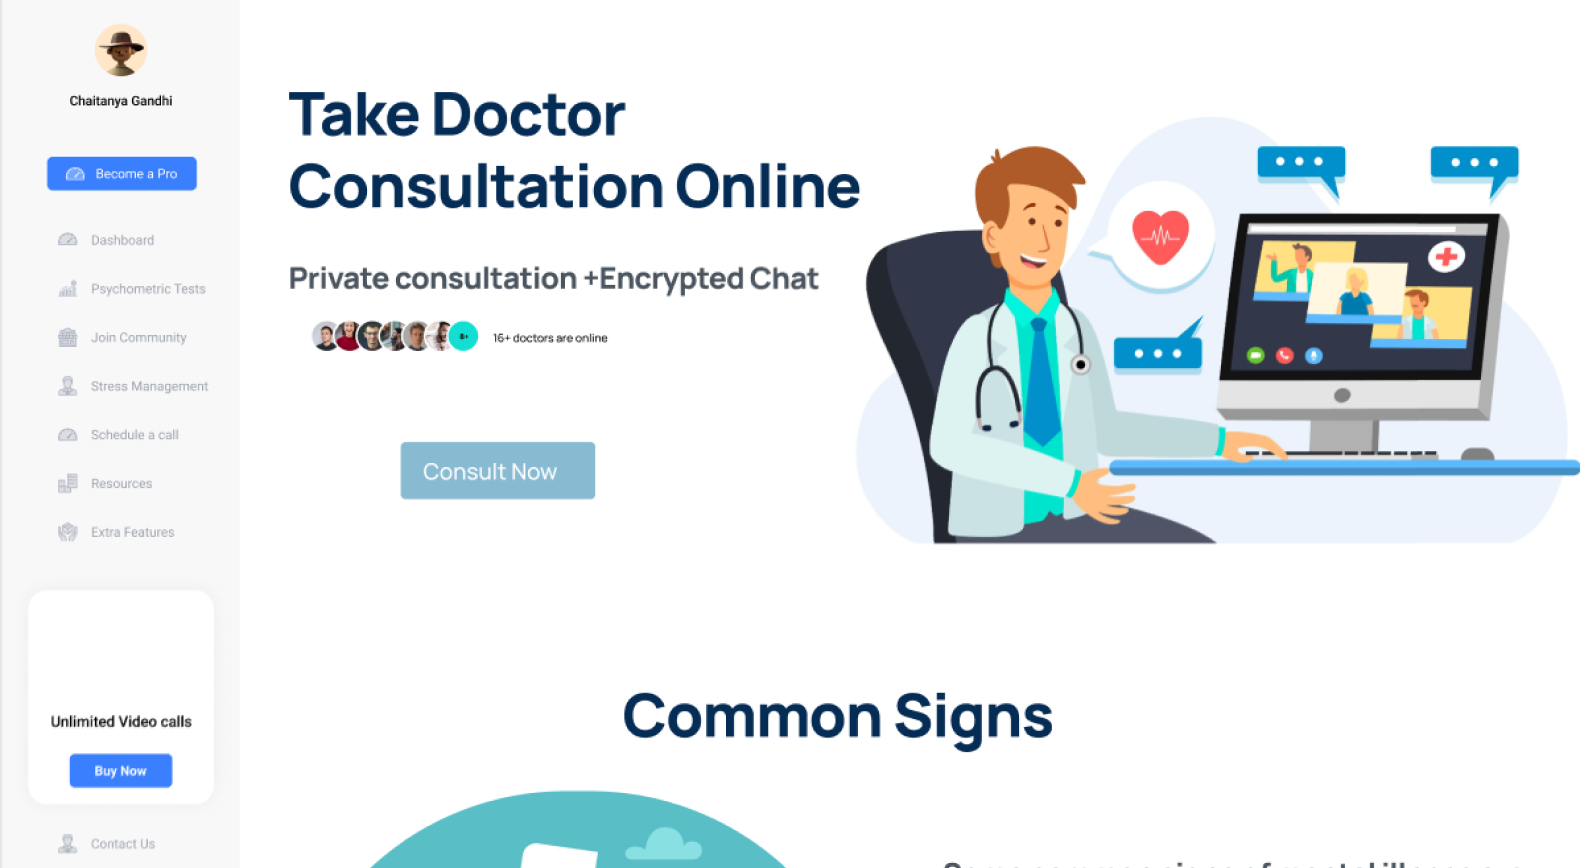 Chaitanya Gandhi
Become a Pro
Dashboard
Psychometric Tests
Join Community
Stress Management
Schedule a call
Resources
Extra Features
Unlimited Video calls
Buy Now
Contact Us
Take Doctor
Consultation Online
Private consultation +Encrypted Chat
8+
16+ doctors are online
Consult Now
Common Signs